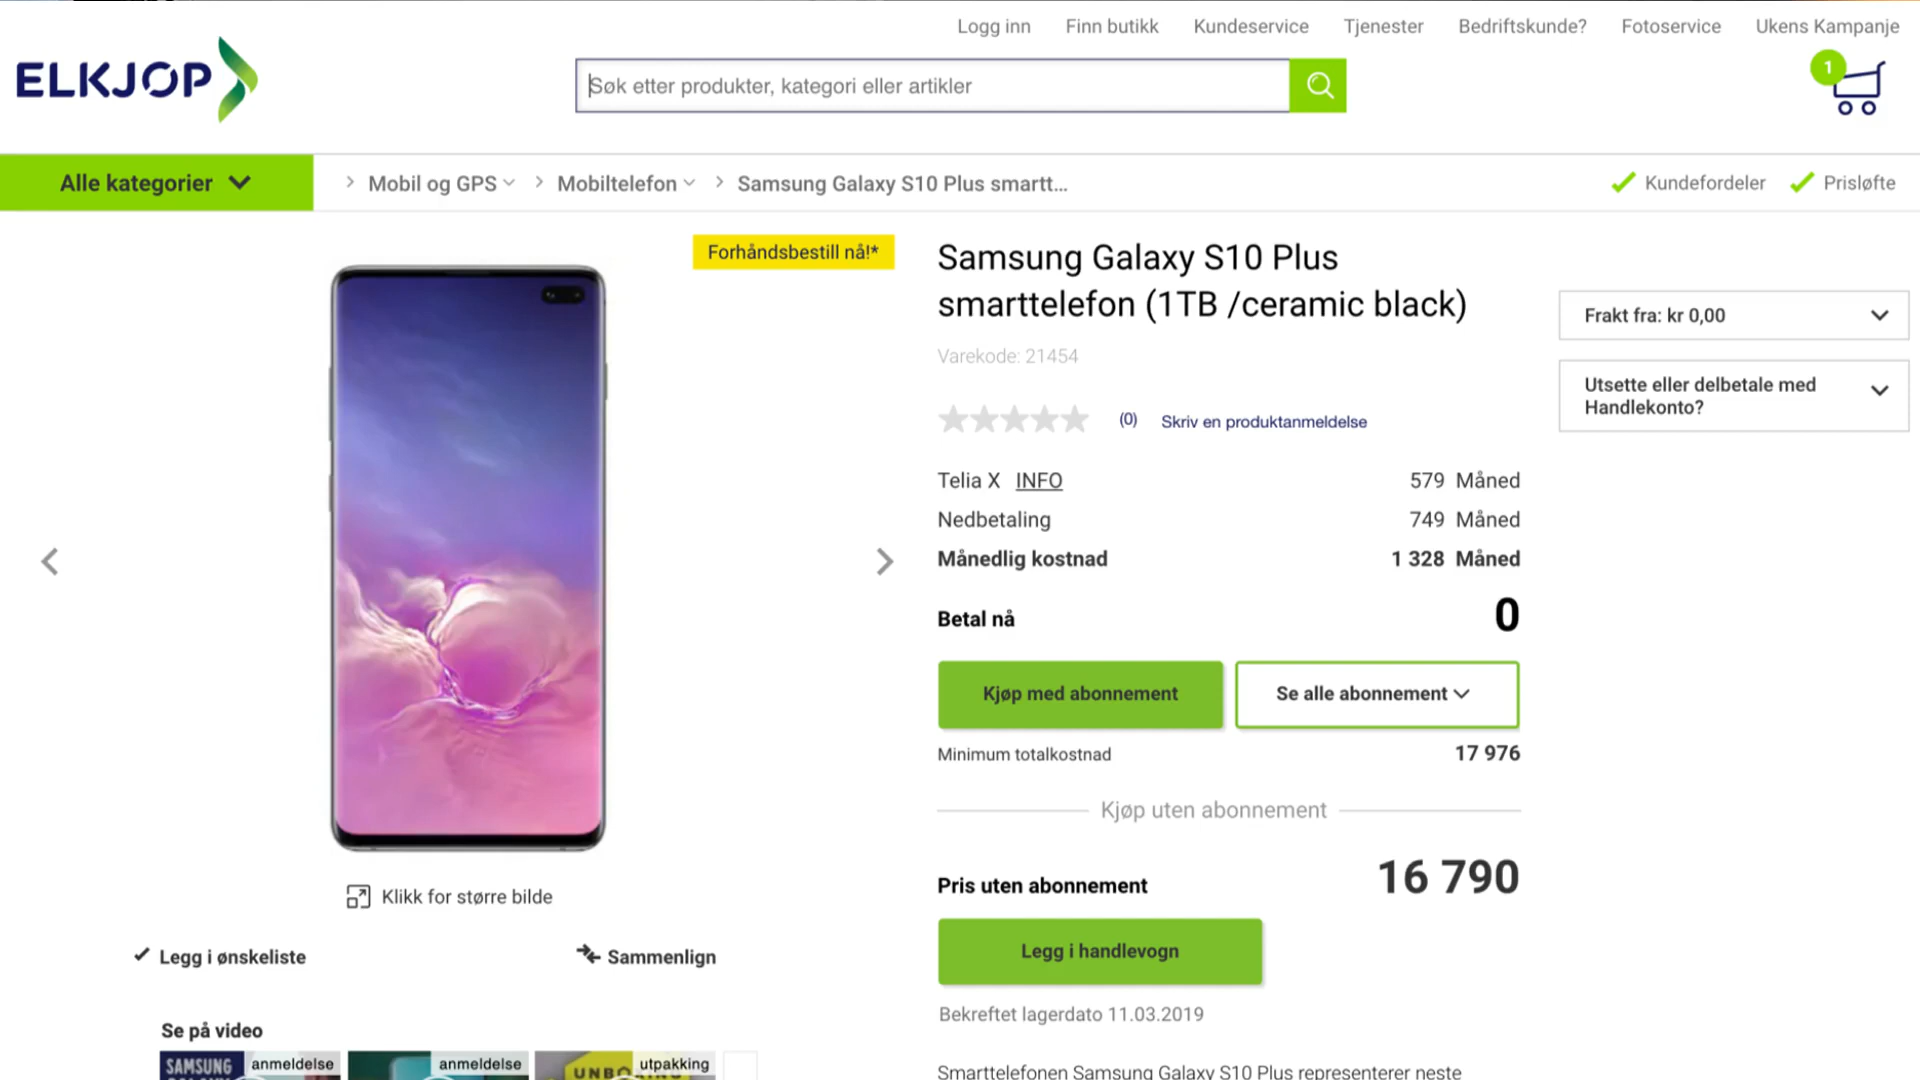 Logg inn Finn butikk Kundeservice Tjenester Bedriftskunde? Fotoservice Ukens Kampanje
ELKJØP
Søk etter produkter, kategori eller artikler
1
Alle kategorier
Mobil og GPS
Mobiltelefon
Samsung Galaxy S10 Plus smartt...
Kundefordeler
Prisløfte
Forhåndsbestill nå!*
Klikk for større bilde
Legg i ønskeliste
Sammenlign
Se på video
SAMSUNG
anmeldelse
anmeldelse
utpakking
Samsung Galaxy S10 Plus
smarttelefon (1TB /ceramic black)
Varekode: 21454
(0) Skriv en produktanmeldelse
Telia X INFO 579 Måned
Nedbetaling 749 Måned
Månedlig kostnad 1 328 Måned
Betal nå 0
Kjøp med abonnement
Se alle abonnement
Minimum totalkostnad 17 976
Kjøp uten abonnement
Pris uten abonnement 16 790
Legg i handlevogn
Bekreftet lagerdato 11.03.2019
Smarttelefonen Samsung Galaxy S10 Plus representerer neste
Frakt fra: kr 0,00
Utsette eller delbetale med
Handlekonto?